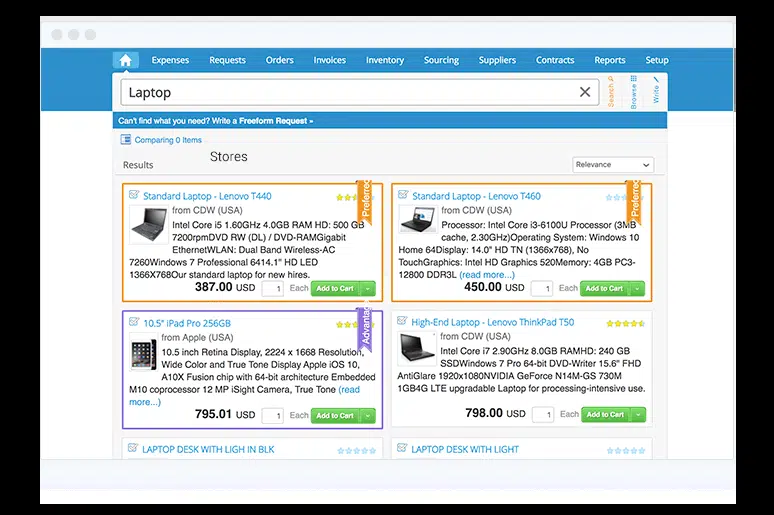 Expenses Requests Orders Invoices Inventory Sourcing Suppliers Contracts Reports Setup
Laptop
Search
Browse
Write
Can't find what you need? Write a Freeform Request »
Comparing 0 Items
Results Stores
Relevance
Standard Laptop - Lenovo T440
Preferred
from CDW (USA)
Intel Core i5 1.60GHz 4.0GB RAM HD: 500 GB
7200rpmDVD RW (DL) / DVD-RAMGigabit
EthernetWLAN: Dual Band Wireless-AC
7260Windows 7 Professional 6414,1" HD LED
1366X768Our standard laptop for new hires.
387.00 USD 1 Each Add to Cart
Standard Laptop - Lenovo T460
Preferred
from CDW (USA)
Processor: Intel Core i3-6100U Processor (3MB
cache, 2.30GHz)Operating System: Windows 10
Home 64Display: 14.0" HD TN (1366x768), No
TouchGraphics: Intel HD Graphics 520Memory: 4GB PC3-
12800 DDR3L (read more...)
450.00 USD 1 Each Add to Cart
10.5" iPad Pro 256GB
Advanta
from Apple (USA)
10.5 inch Retina Display, 2224 x 1668 Resolution,
Wide Color and True Tone Display Apple iOS 10,
A10X Fusion chip with 64-bit architecture Embedded
M10 coprocessor 12 MP iSight Camera, True Tone (read
more...)
795.01 USD 1 Each Add to Cart
High-End Laptop - Lenovo ThinkPad T50
from CDW (USA)
Intel Core i7 2.90GHz 8.0GB RAMHD: 240 GB
SSDWindows 7 Pro 64-bit DVD-Writer 15.6" FHD
AntiGlare 1920x1080NVIDIA GeForce N14M-GS 730M
1GB4G LTE upgradable Laptop for processing-intensive use.
798.00 USD 1 Each Add to Cart
LAPTOP DESK WITH LIGH IN BLK
LAPTOP DESK WITH LIGHT